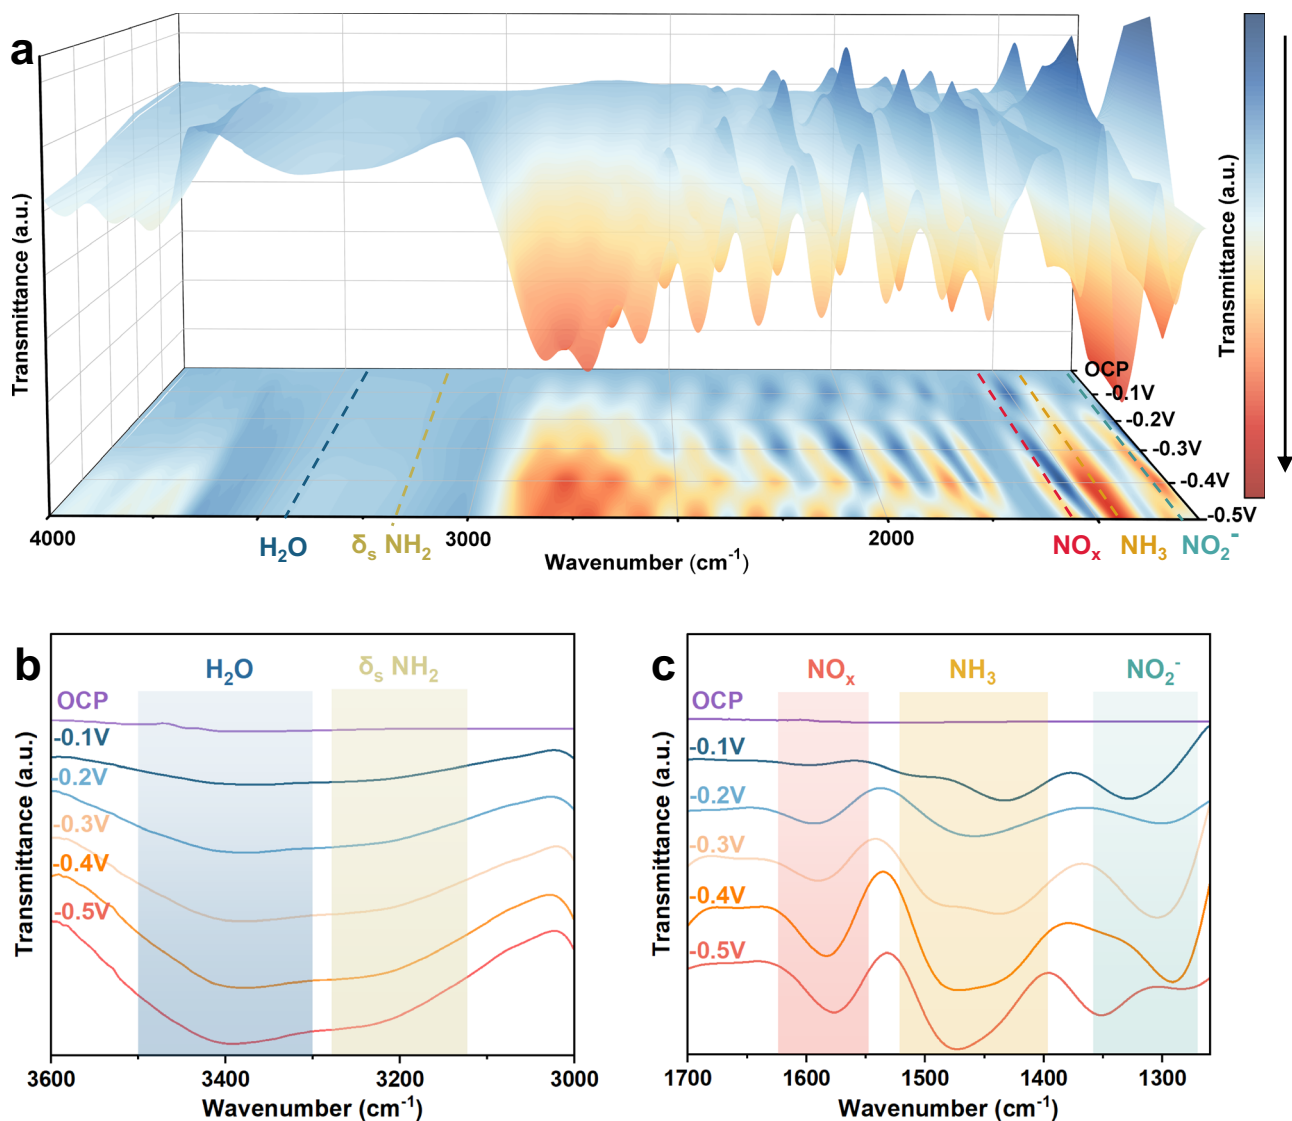 a
Transmittance (a.u.)
Transmittance (a.u.)
OCP
-0.1V
-0.2V
-0.3V
-0.4V
-0.5V
4000 3000 2000
H₂O δₛ NH₂ NOₓ NH₃ NO₂⁻
Wavenumber (cm⁻¹)
b
H₂O δₛ NH₂
OCP
-0.1V
-0.2V
-0.3V
-0.4V
-0.5V
Transmittance (a.u.)
3600 3400 3200 3000
Wavenumber (cm⁻¹)
c
NOₓ NH₃ NO₂⁻
OCP
-0.1V
-0.2V
-0.3V
-0.4V
-0.5V
Transmittance (a.u.)
1700 1600 1500 1400 1300
Wavenumber (cm⁻¹)